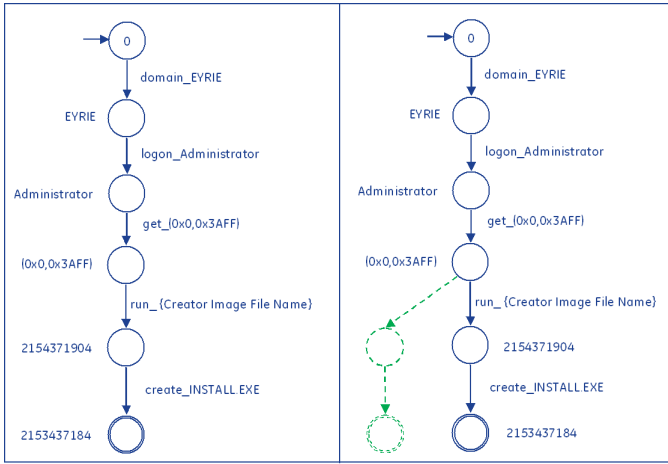 0
domain_EYRIE
EYRIE
logon_Administrator
Administrator
get_(0x0,0x3AFF)
(0x0,0x3AFF)
run_{Creator Image File Name}
2154371904
create_INSTALL.EXE
2153437184
0
domain_EYRIE
EYRIE
logon_Administrator
Administrator
get_(0x0,0x3AFF)
(0x0,0x3AFF)
run_{Creator Image File Name}
2154371904
create_INSTALL.EXE
2153437184